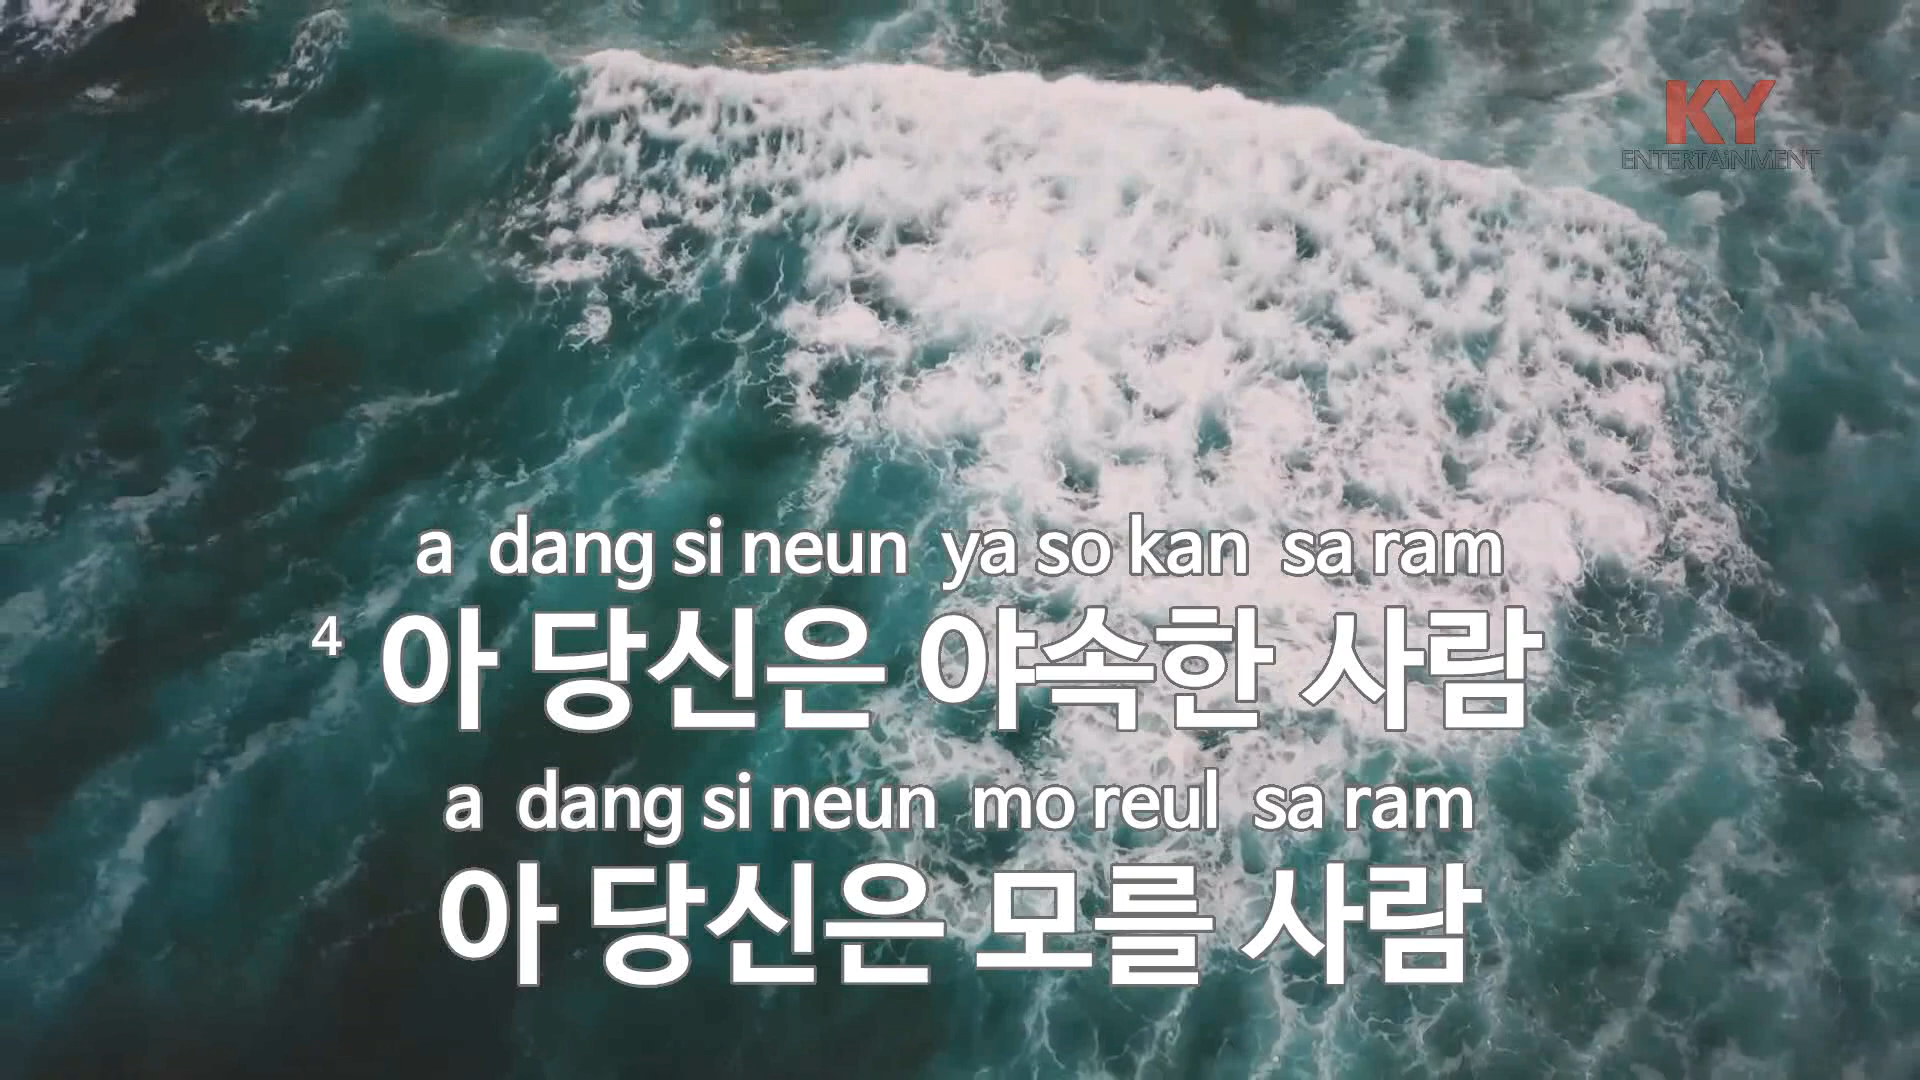 KY
ENTERTAiNMENT
a dang si neun ya so kan sa ram
4 아 당신은 야속한 사람
a dang si neun mo reul sa ram
아 당신은 모를 사람